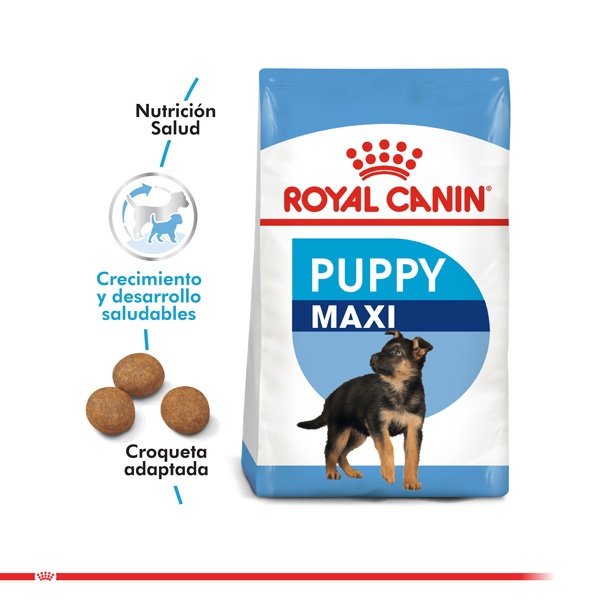 Nutrición
Salud
Crecimiento
y desarrollo
saludables
Croqueta
adaptada
ROYAL CANIN®
PUPPY
MAXI